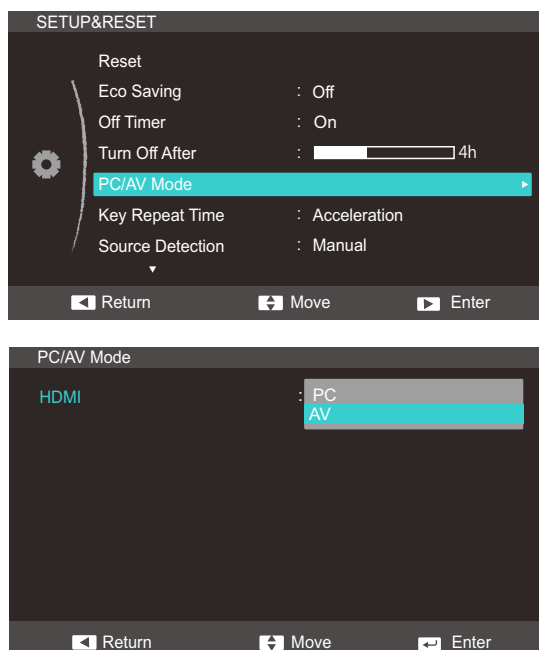 SETUP&RESET
Reset
Eco Saving : Off
Off Timer : On
Turn Off After : 4h
PC/AV Mode
Key Repeat Time : Acceleration
Source Detection : Manual
Return Move Enter
PC/AV Mode
HDMI : PC
AV
Return Move Enter